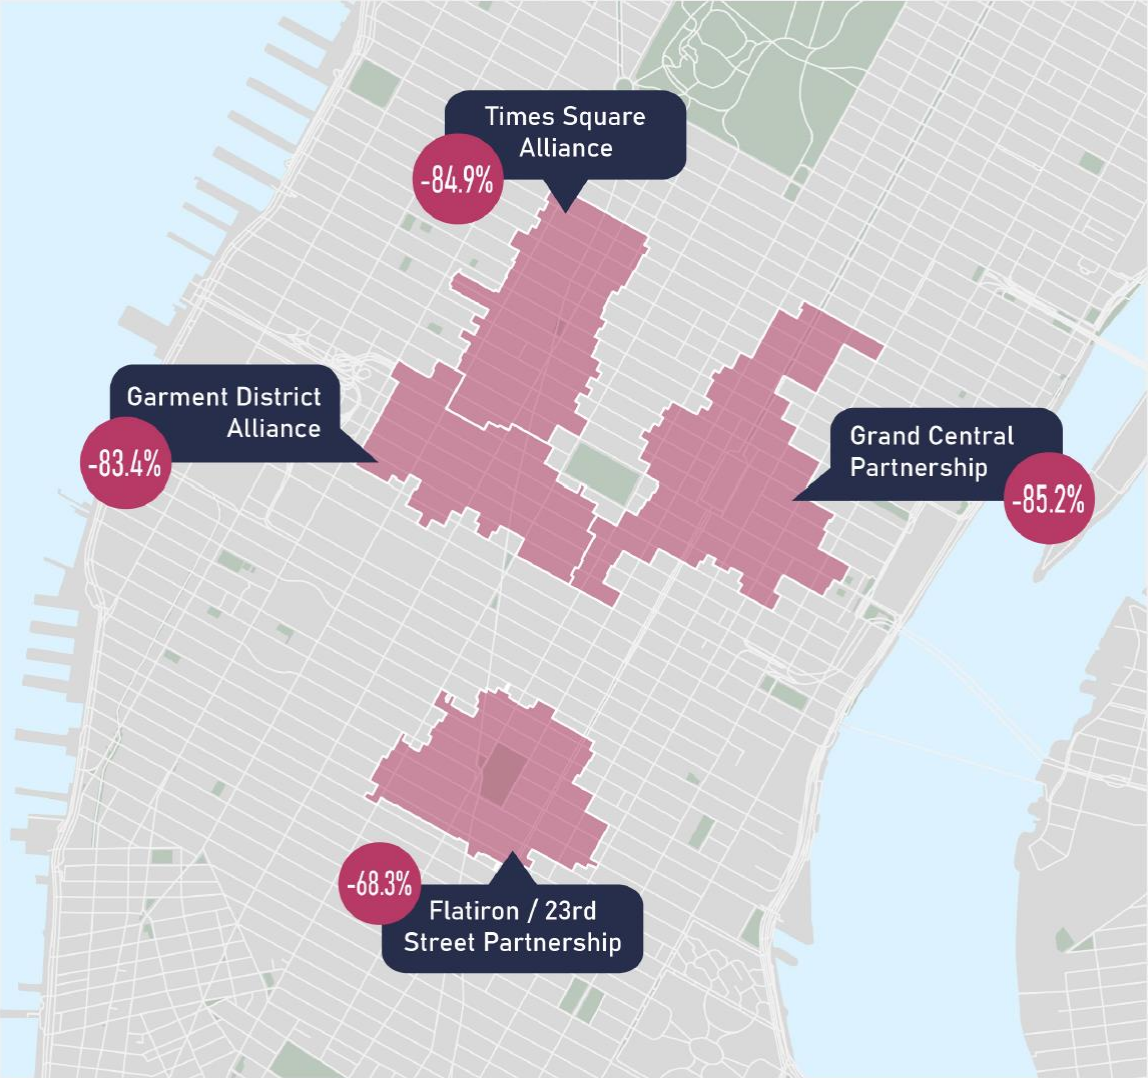 Times Square
Alliance
-84.9%
Garment District
Alliance
-83.4%
Grand Central
Partnership
-85.2%
-68.3%
Flatiron / 23rd
Street Partnership